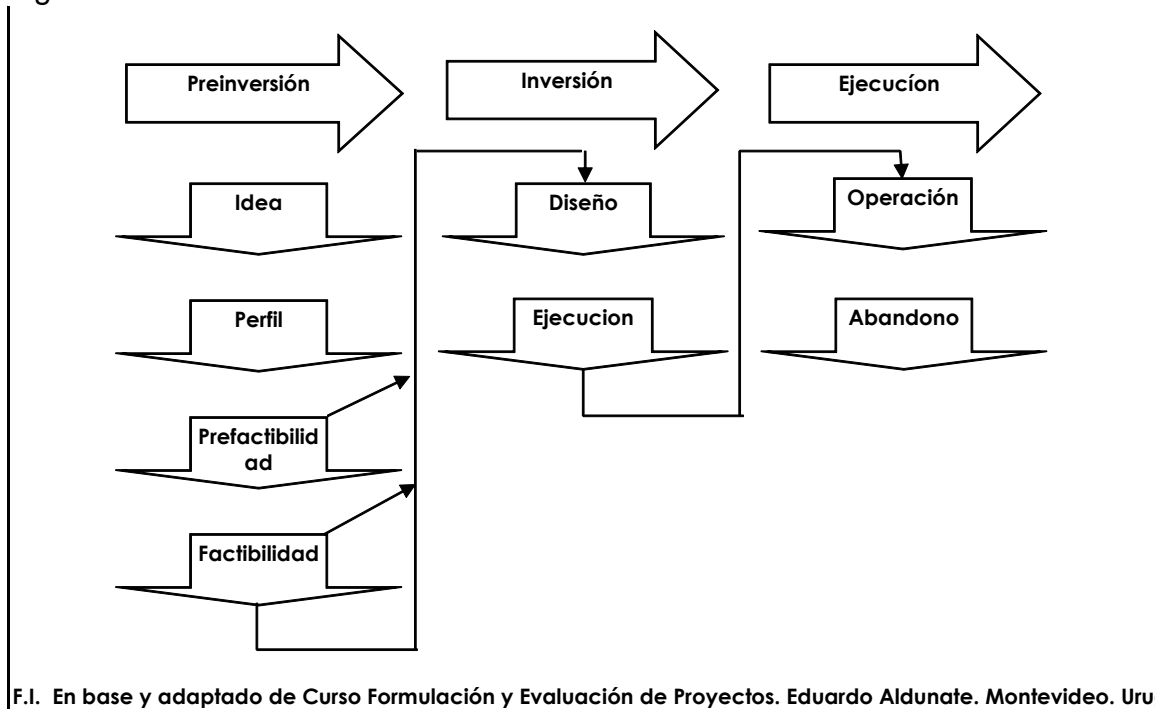 Preinversión
Inversión
Ejecucíon
Idea
Diseño
Operación
Perfil
Ejecucion
Abandono
Prefactibilid
ad
Factibilidad
F.I. En base y adaptado de Curso Formulación y Evaluación de Proyectos. Eduardo Aldunate. Montevideo. Uru